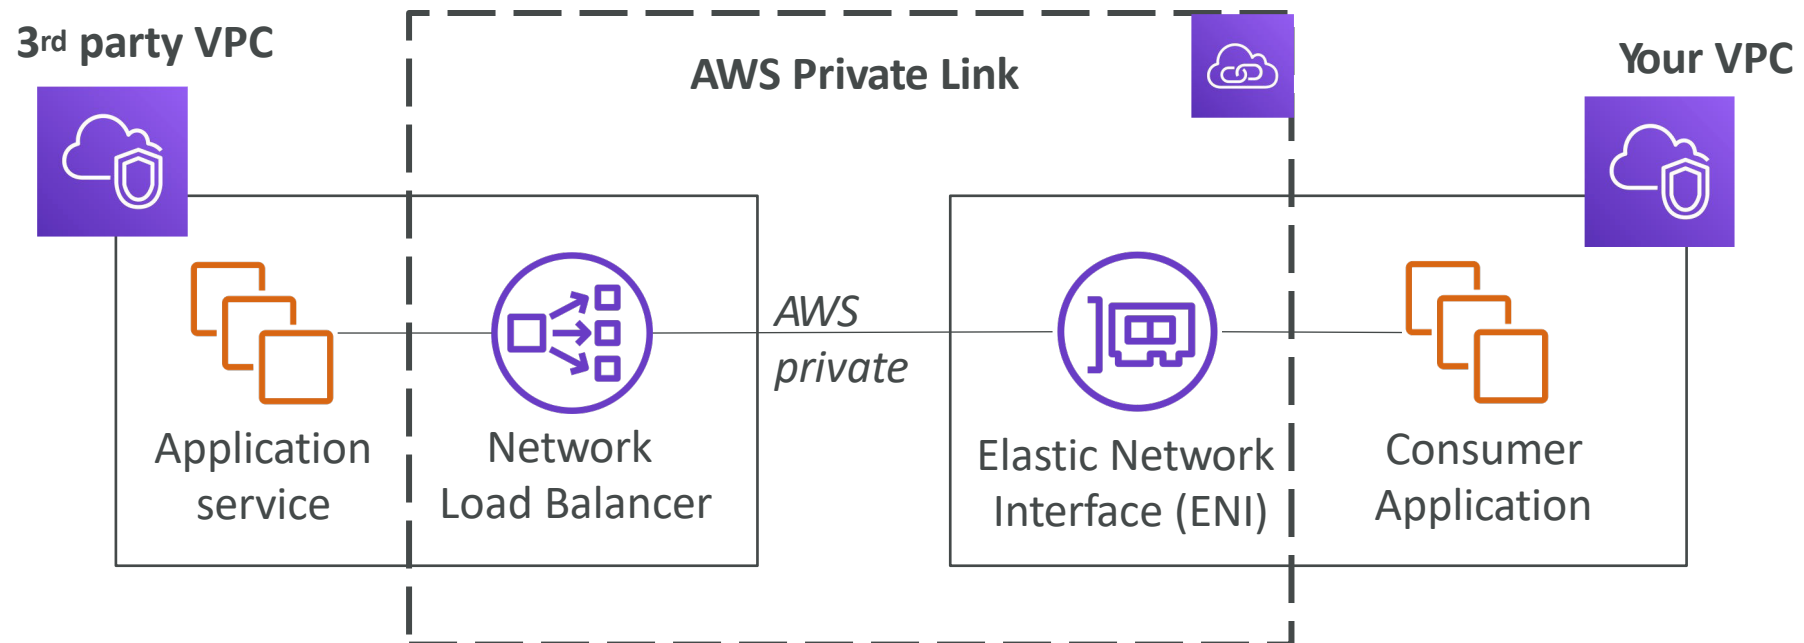 3rd party VPC
AWS Private Link
Your VPC
AWS
private
Application
service
Network
Load Balancer
Elastic Network
Interface (ENI)
Consumer
Application